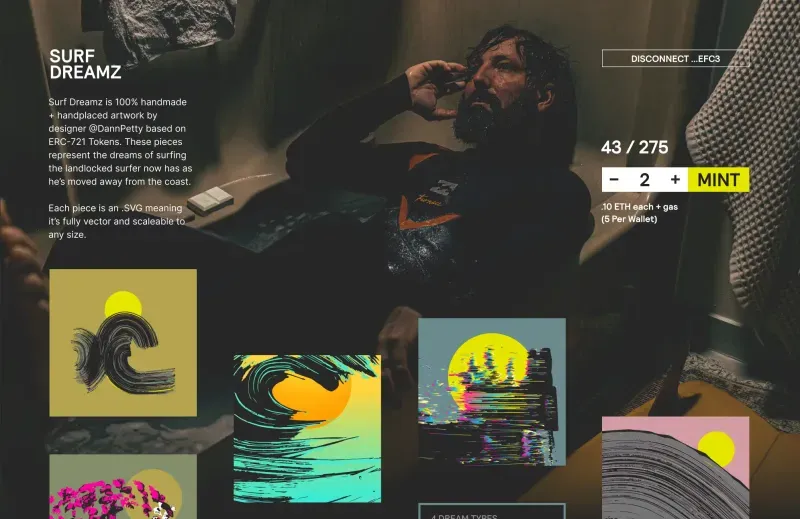 SURF
DREAMZ
Surf Dreamz is 100% handmade
+ handplaced artwork by
designer @DannPetty based on
ERC-721 Tokens. These pieces
represent the dreams of surfing
the landlocked surfer now has as
he's moved away from the coast.
Each piece is an .SVG meaning
it's fully vector and scaleable to
any size.
DISCONNECT ...EFC3
43 / 275
− 2 + MINT
.10 ETH each + gas
(5 Per Wallet)
4 DREAM TYPES